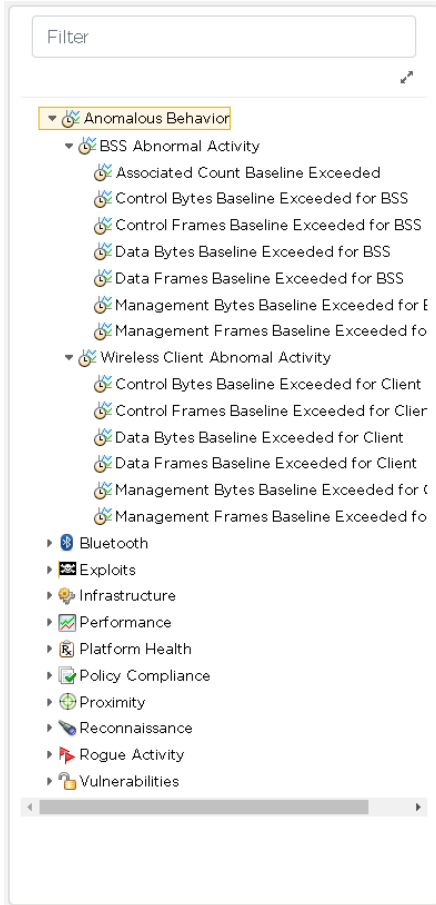 Filter
Anomalous Behavior
BSS Abnormal Activity
Associated Count Baseline Exceeded
Control Bytes Baseline Exceeded for BSS
Control Frames Baseline Exceeded for BSS
Data Bytes Baseline Exceeded for BSS
Data Frames Baseline Exceeded for BSS
Management Bytes Baseline Exceeded for
Management Frames Baseline Exceeded fo
Wireless Client Abnomal Activity
Control Bytes Baseline Exceeded for Client
Control Frames Baseline Exceeded for
Data Bytes Baseline Exceeded for Client
Data Frames Baseline Exceeded for Client
Management Bytes Baseline Exceeded for
Management Frames Baseline Exceeded fo
Bluetooth
Exploits
Infrastructure
Performance
Platform Health
Policy Compliance
Proximity
Reconnaissance
Rogue Activity
Vulnerabilities